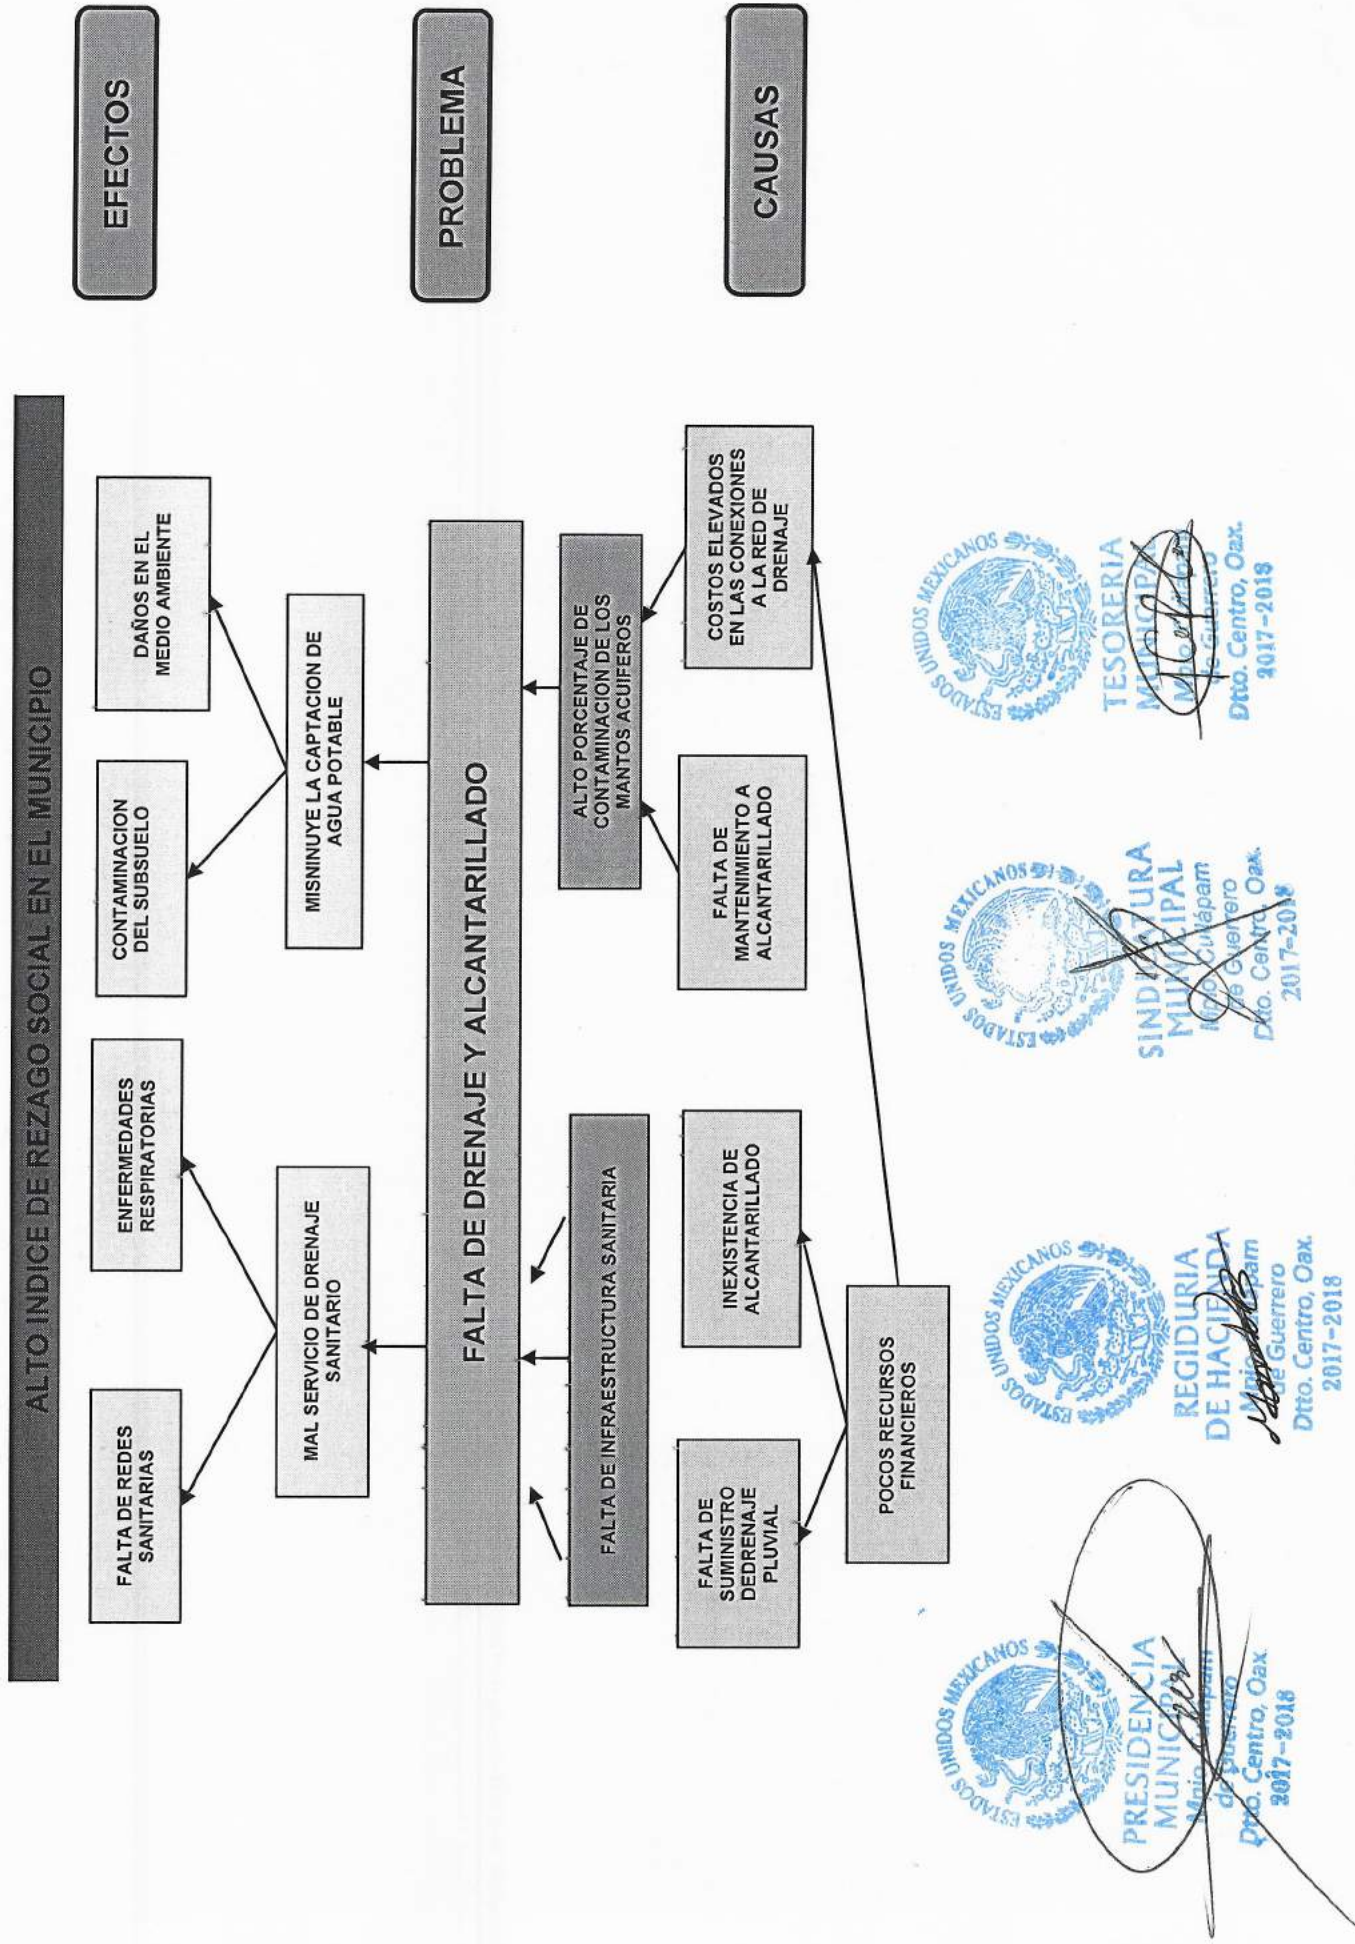 ALTO INDICE DE REZAGO SOCIAL EN EL MUNICIPIO
EFECTOS
FALTA DE REDES
SANITARIAS
ENFERMEDADES
RESPIRATORIAS
CONTAMINACION
DEL SUBSUELO
DAÑOS EN EL
MEDIO AMBIENTE
MAL SERVICIO DE DRENAJE
SANITARIO
MISNINUYE LA CAPTACION DE
AGUA POTABLE
FALTA DE DRENAJE Y ALCANTARILLADO
PROBLEMA
FALTA DE INFRAESTRUCTURA SANITARIA
ALTO PORCENTAJE DE
CONTAMINACION DE LOS
MANTOS ACUIFEROS
FALTA DE
SUMINISTRO
DEDRENAJE
PLUVIAL
INEXISTENCIA DE
ALCANTARILLADO
FALTA DE
MANTENIMIENTO A
ALCANTARILLADO
COSTOS ELEVADOS
EN LAS CONEXIONES
A LA RED DE
DRENAJE
CAUSAS
POCOS RECURSOS
FINANCIEROS
ESTADOS UNIDOS MEXICANOS
PRESIDENCIA
MUNICIPAL
de Guerrero
Dtto. Centro, Oax.
2017-2018
ESTADOS UNIDOS MEXICANOS
REGIDURIA
DE HACIENDA
de Guerrero
Dtto. Centro, Oax.
2017-2018
ESTADOS UNIDOS MEXICANOS
SINDICATURA
MUNICIPAL
Mpio. Cuilápam
de Guerrero
Dtto. Centro, Oax.
2017-2018
ESTADOS UNIDOS MEXICANOS
TESORERIA
MUNICIPAL
Dtto. Centro, Oax.
2017-2018